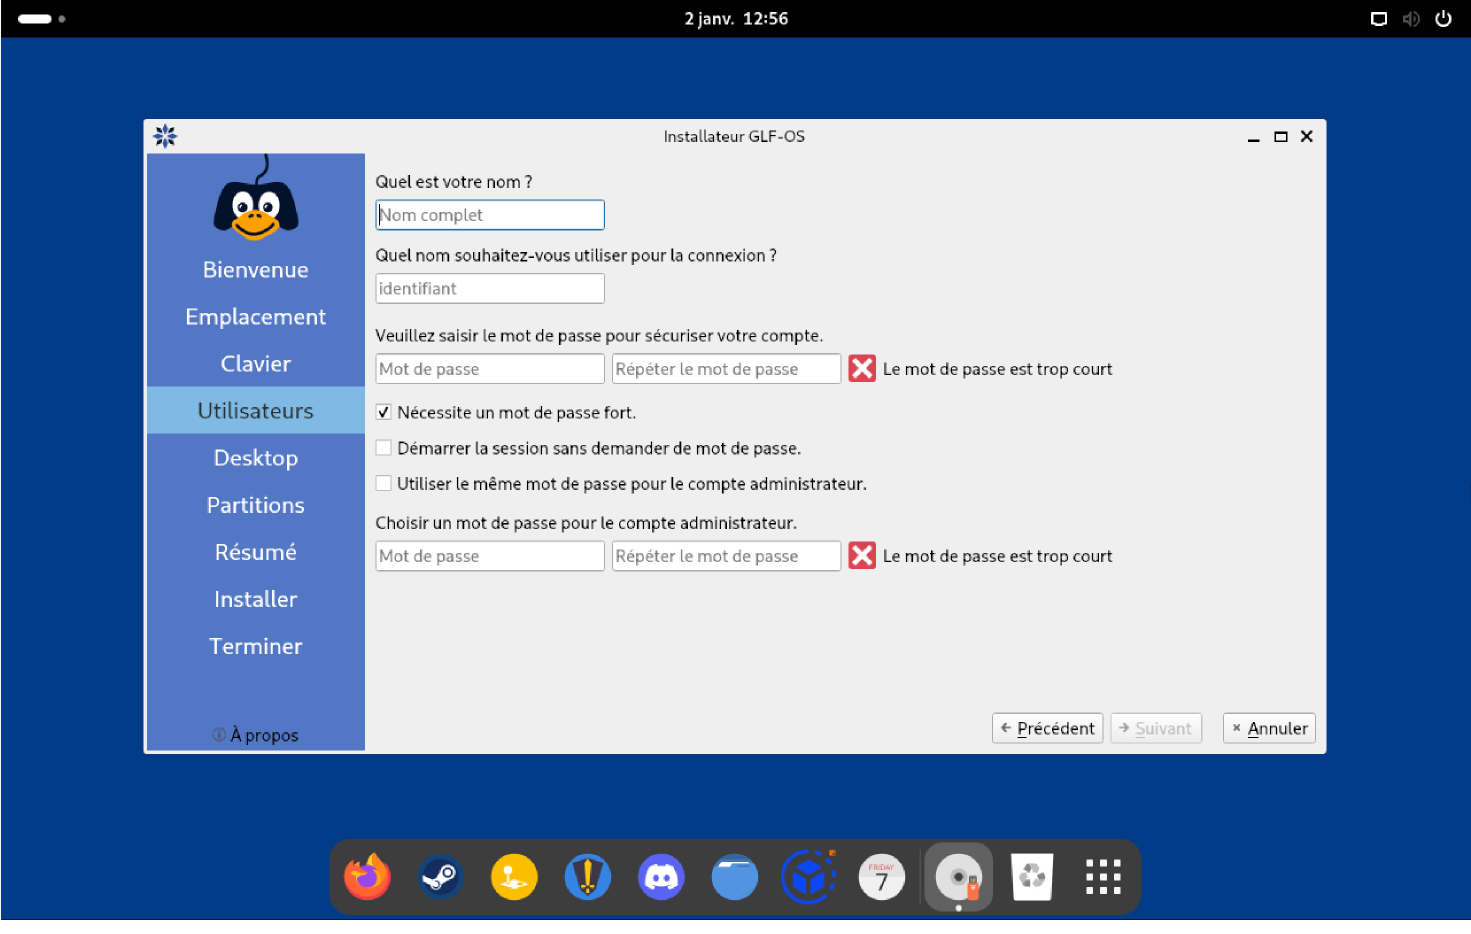 2 janv. 12:56
Installateur GLF-OS
Bienvenue
Emplacement
Clavier
Utilisateurs
Desktop
Partitions
Résumé
Installer
Terminer
À propos
Quel est votre nom ?
Nom complet
Quel nom souhaitez-vous utiliser pour la connexion ?
identifiant
Veuillez saisir le mot de passe pour sécuriser votre compte.
Mot de passe Répéter le mot de passe Le mot de passe est trop court
Nécessite un mot de passe fort.
Démarrer la session sans demander de mot de passe.
Utiliser le même mot de passe pour le compte administrateur.
Choisir un mot de passe pour le compte administrateur.
Mot de passe Répéter le mot de passe Le mot de passe est trop court
Précédent Suivant Annuler
FRIDAY
7